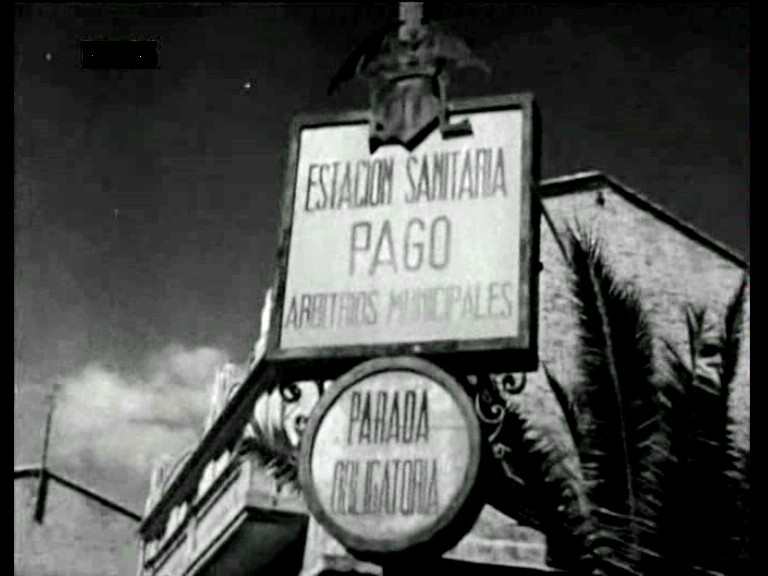 ESTACION SANITARIA
PAGO
ARBITRIOS MUNICIPALES
PARADA
OBLIGATORIA